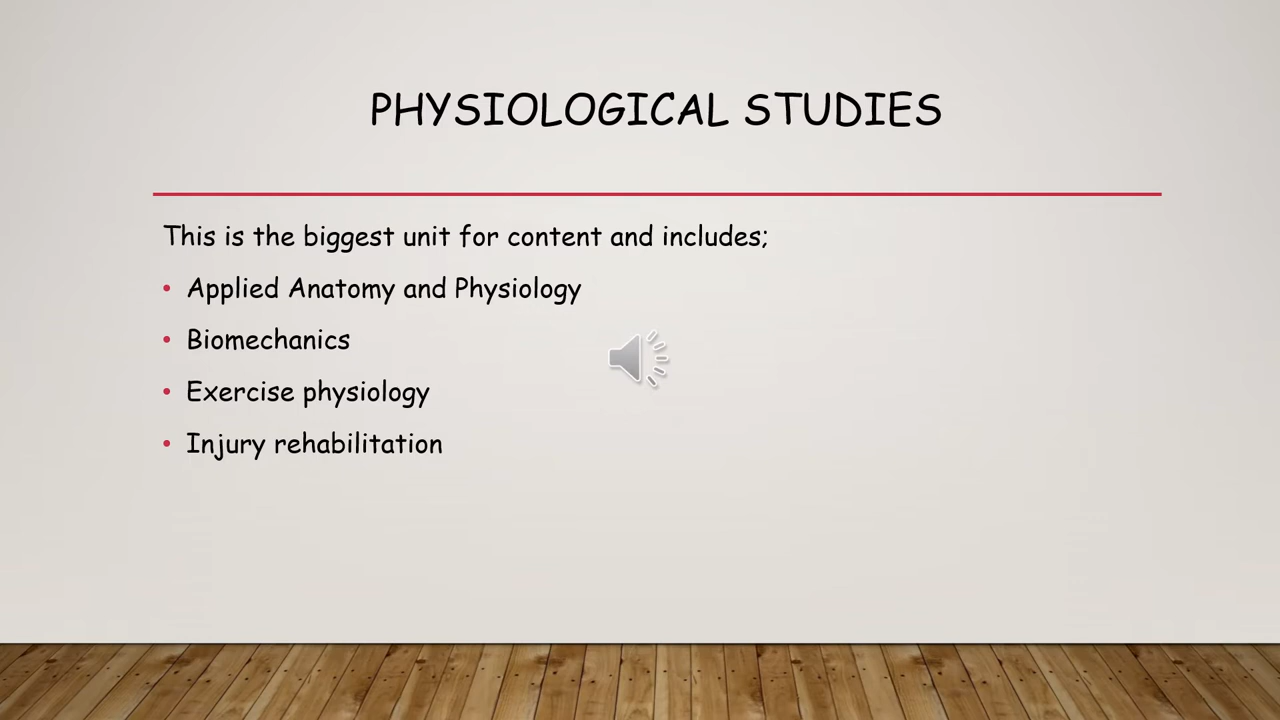 PHYSIOLOGICAL STUDIES
This is the biggest unit for content and includes;
• Applied Anatomy and Physiology
• Biomechanics
• Exercise physiology
• Injury rehabilitation